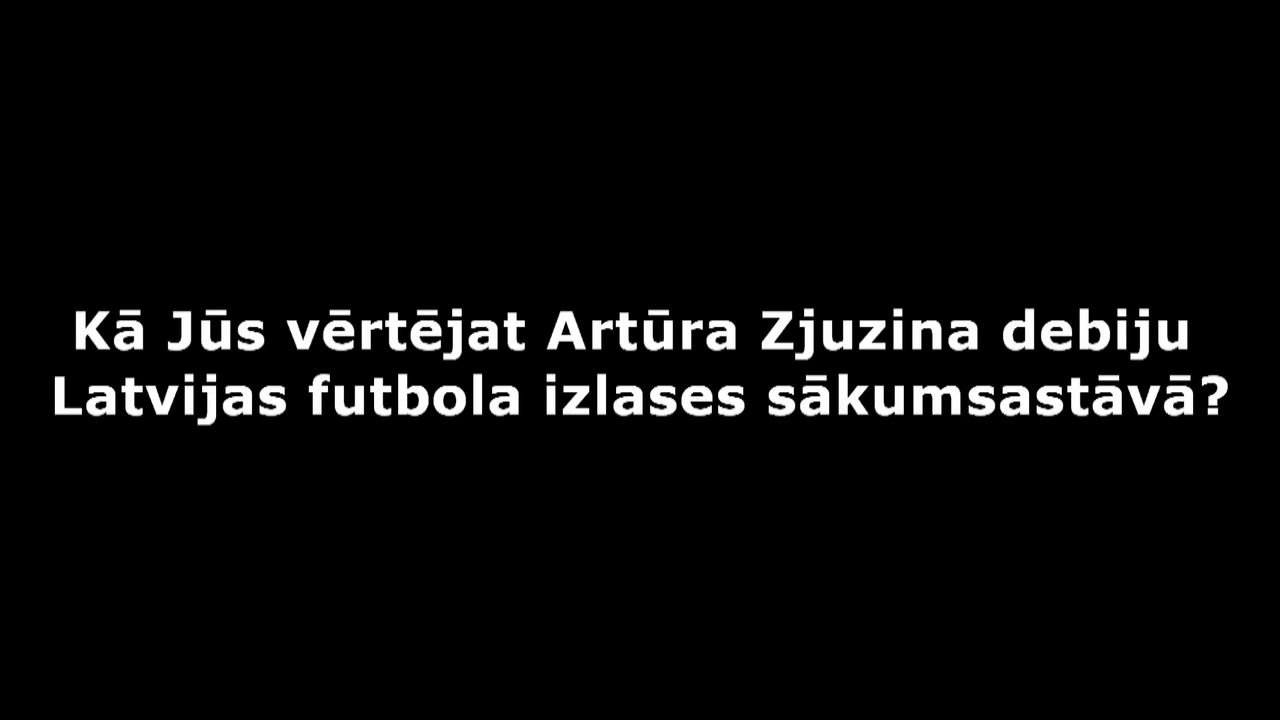 Kā Jūs vērtējat Artūra Zjuzina debiju
Latvijas futbola izlases sākumsastāvā?